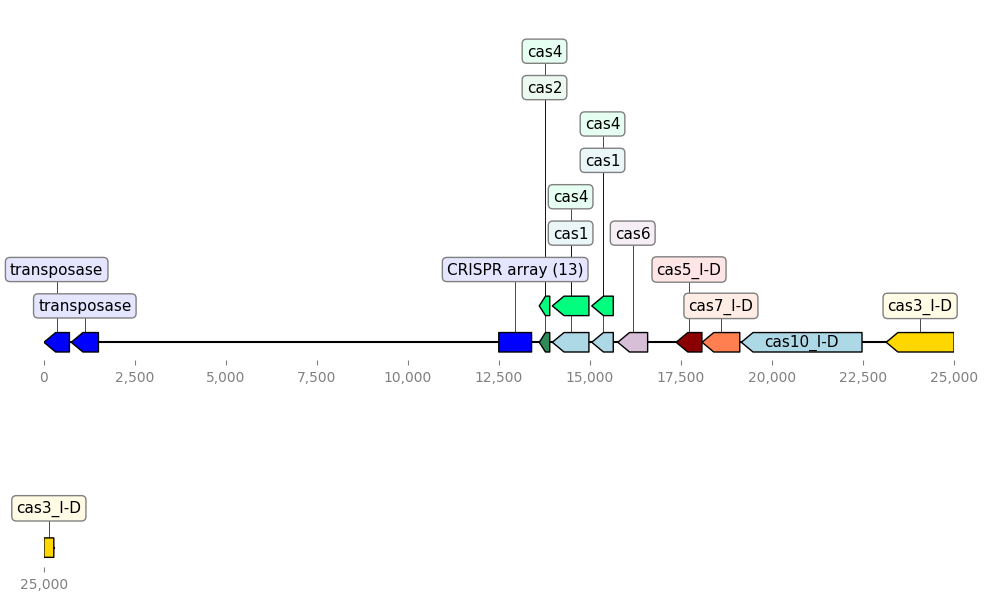 cas4
cas2
cas4
cas1
cas4
cas1 cas6
transposase CRISPR array (13) cas5_I-D
transposase cas7_I-D cas3_I-D
cas10_I-D
0 2,500 5,000 7,500 10,000 12,500 15,000 17,500 20,000 22,500 25,000
cas3_I-D
25,000